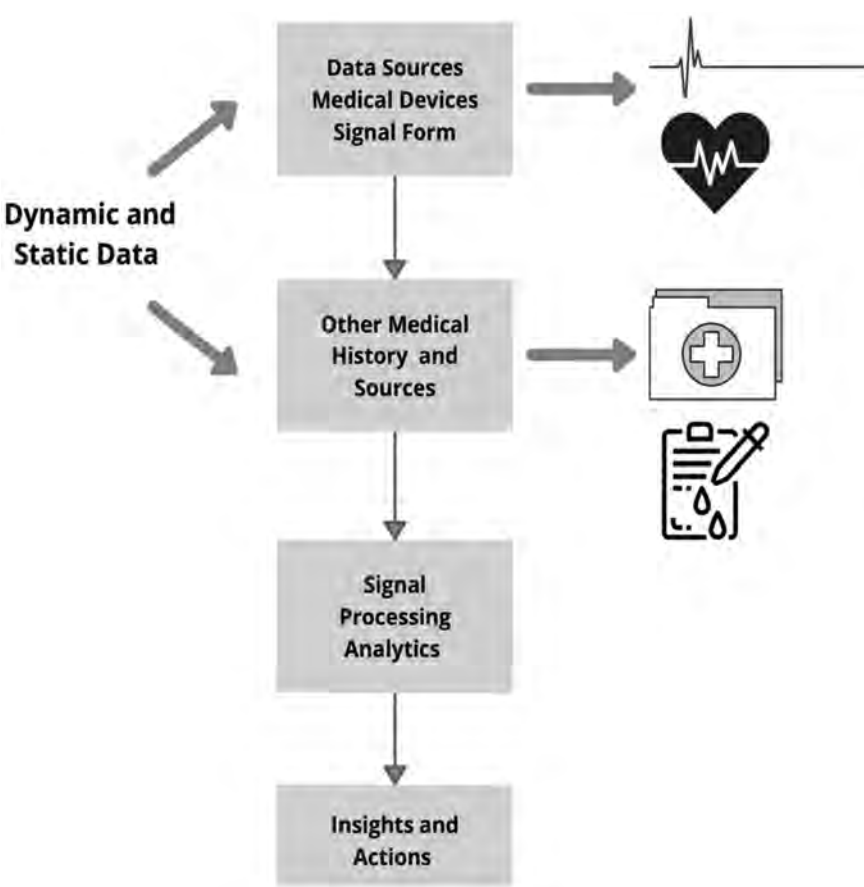 Data Sources
Medical Devices
Signal Form
Dynamic and
Static Data
Other Medical
History and
Sources
Signal
Processing
Analytics
Insights and
Actions